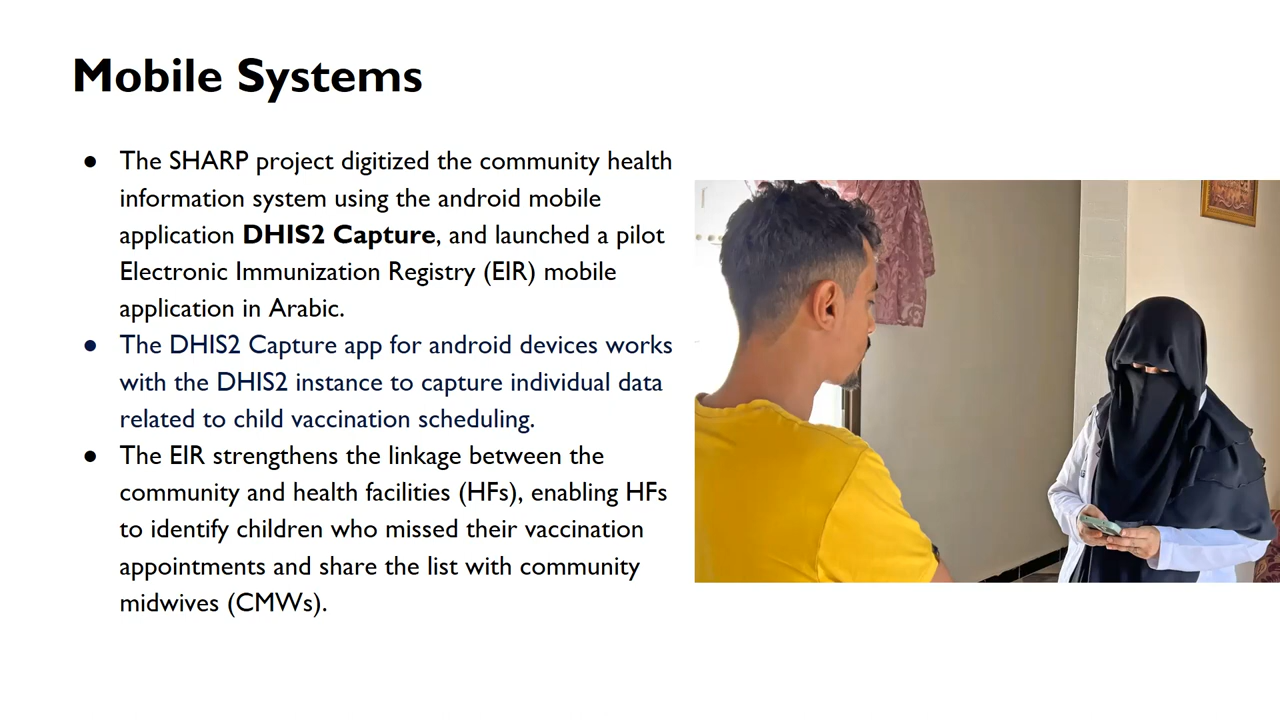 Mobile Systems
● The SHARP project digitized the community health
information system using the android mobile
application DHIS2 Capture, and launched a pilot
Electronic Immunization Registry (EIR) mobile
application in Arabic.
● The DHIS2 Capture app for android devices works
with the DHIS2 instance to capture individual data
related to child vaccination scheduling.
● The EIR strengthens the linkage between the
community and health facilities (HFs), enabling HFs
to identify children who missed their vaccination
appointments and share the list with community
midwives (CMWs).